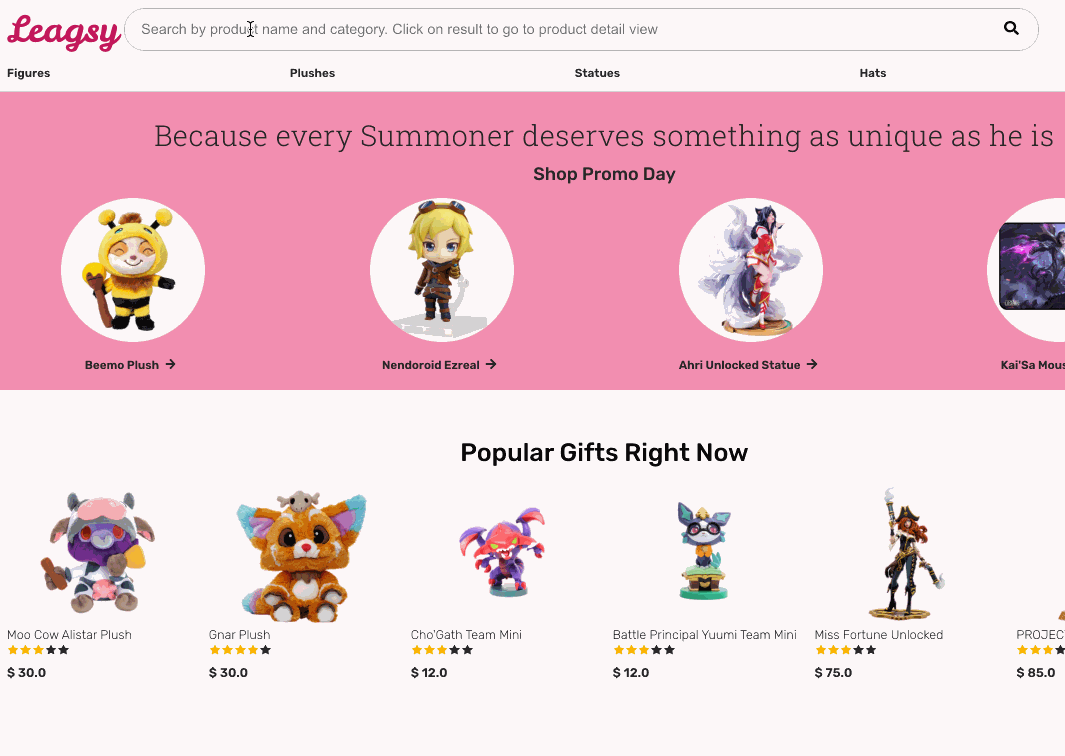 Leagsy
Search by product name and category. Click on result to go to product detail view
Figures Plushes Statues Hats
Because every Summoner deserves something as unique as he is
Shop Promo Day
Beemo Plush → Nendoroid Ezreal → Ahri Unlocked Statue → Kai'Sa Mous
Popular Gifts Right Now
Moo Cow Alistar Plush Gnar Plush Cho'Gath Team Mini Battle Principal Yuumi Team Mini Miss Fortune Unlocked PROJECT
$ 30.0 $ 30.0 $ 12.0 $ 12.0 $ 75.0 $ 85.0